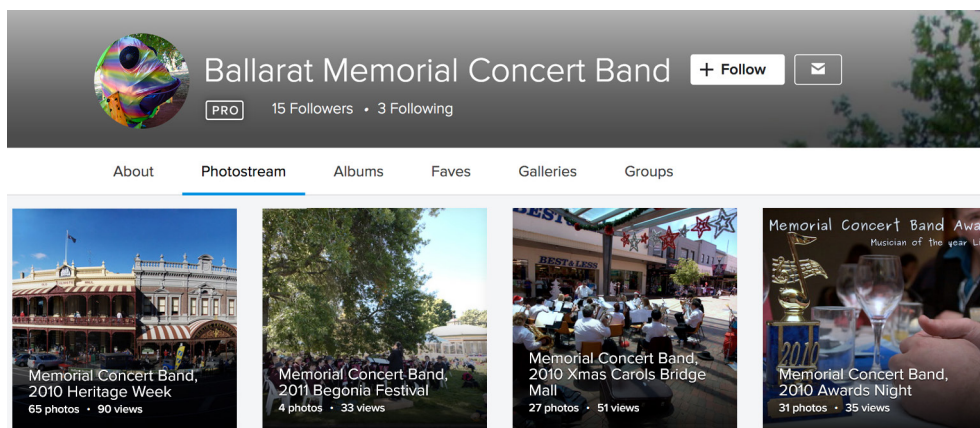 Ballarat Memorial Concert Band
+ Follow
PRO
15 Followers • 3 Following
About Photostream Albums Faves Galleries Groups
Memorial Concert Band,
2010 Heritage Week
65 photos • 90 views
Memorial Concert Band,
2011 Begonia Festival
4 photos • 33 views
BEST&LESS
Memorial Concert Band,
2010 Xmas Carols Bridge
Mall
27 photos • 51 views
Memorial Concert Band
Musician of the year
2010
Memorial Concert Band,
2010 Awards Night
31 photos • 35 views